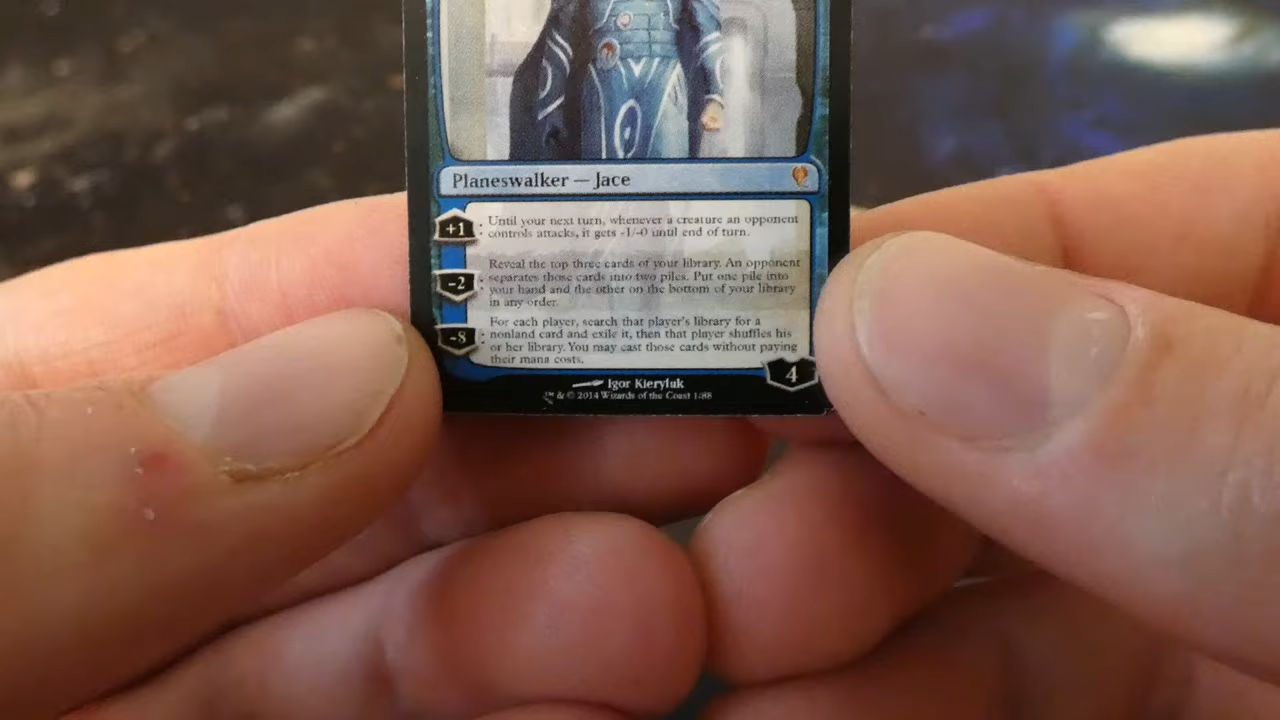 Planeswalker — Jace
+1 : Until your next turn, whenever a creature an opponent
controls attacks, it gets -1/-0 until end of turn.
Reveal the top three cards of your library. An opponent
-2 : separates those cards into two piles. Put one pile into
your hand and the other on the bottom of your library
in any order.
For each player, search that player's library for a
-8 : nonland card and exile it, then that player shuffles his
or her library. You may cast those cards without paying
their mana costs.
4
Igor Kieryluk
™ & © 2014 Wizards of the Coast 1/88